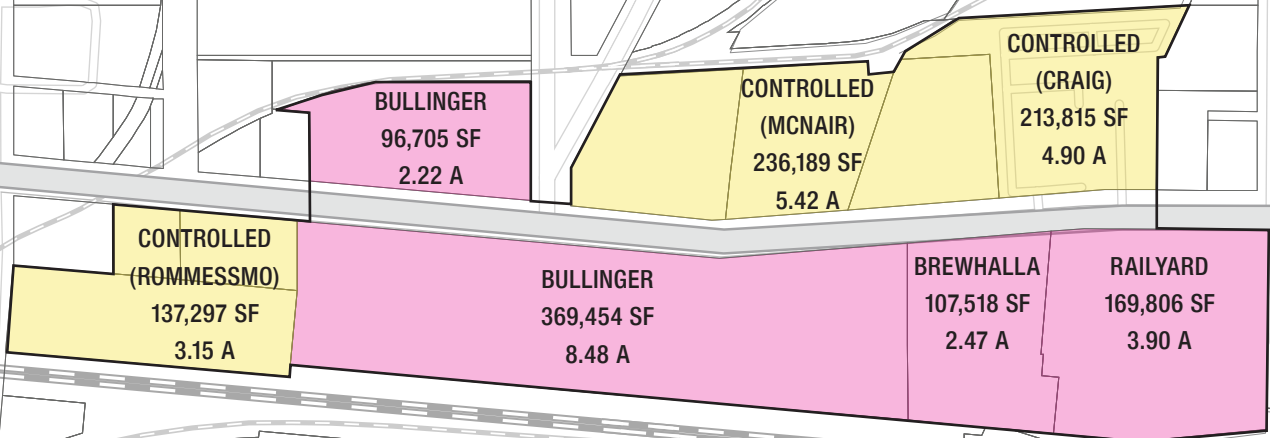 BULLINGER
96,705 SF
2.22 A
CONTROLLED
(MCNAIR)
236,189 SF
5.42 A
CONTROLLED
(CRAIG)
213,815 SF
4.90 A
CONTROLLED
(ROMMESSMO)
137,297 SF
3.15 A
BULLINGER
369,454 SF
8.48 A
BREWHALLA
107,518 SF
2.47 A
RAILYARD
169,806 SF
3.90 A